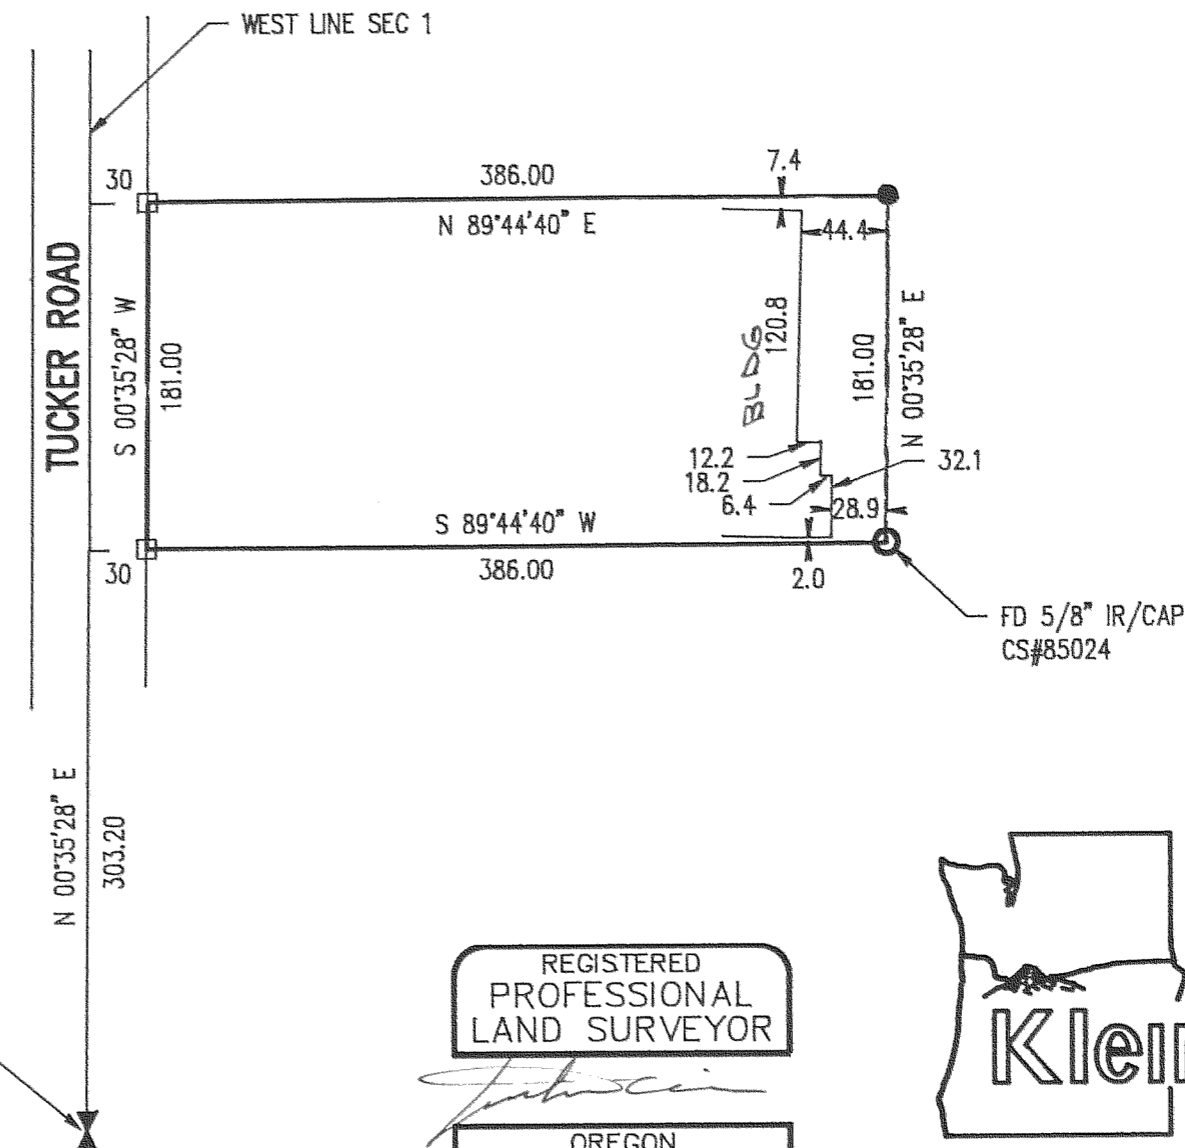 WEST LINE SEC 1
30
386.00
N 89°44'40" E
7.4
44.4
TUCKER ROAD
S 00°35'28" W
181.00
BLDG
120.8
181.00
N 00°35'28" E
12.2
18.2
6.4
32.1
28.9
S 89°44'40" W
386.00
30
2.0
FD 5/8" IR/CAP
CS#85024
N 00°35'28" E
303.20
REGISTERED
PROFESSIONAL
LAND SURVEYOR
OREGON